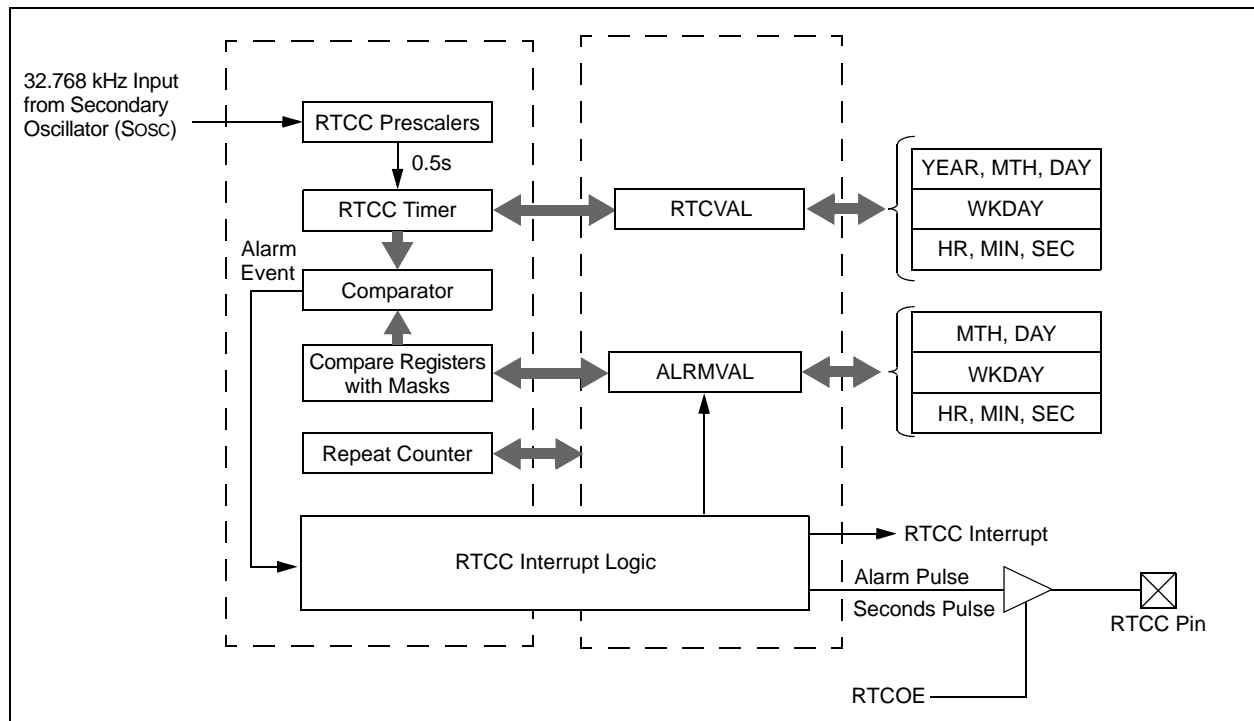 32.768 kHz Input
from Secondary
Oscillator (SOSC)
RTCC Prescalers
0.5s
RTCC Timer
RTCVAL
YEAR, MTH, DAY
WKDAY
HR, MIN, SEC
Alarm
Event
Comparator
Compare Registers
with Masks
ALRMVAL
MTH, DAY
WKDAY
HR, MIN, SEC
Repeat Counter
RTCC Interrupt Logic
RTCC Interrupt
Alarm Pulse
Seconds Pulse
RTCC Pin
RTCOE